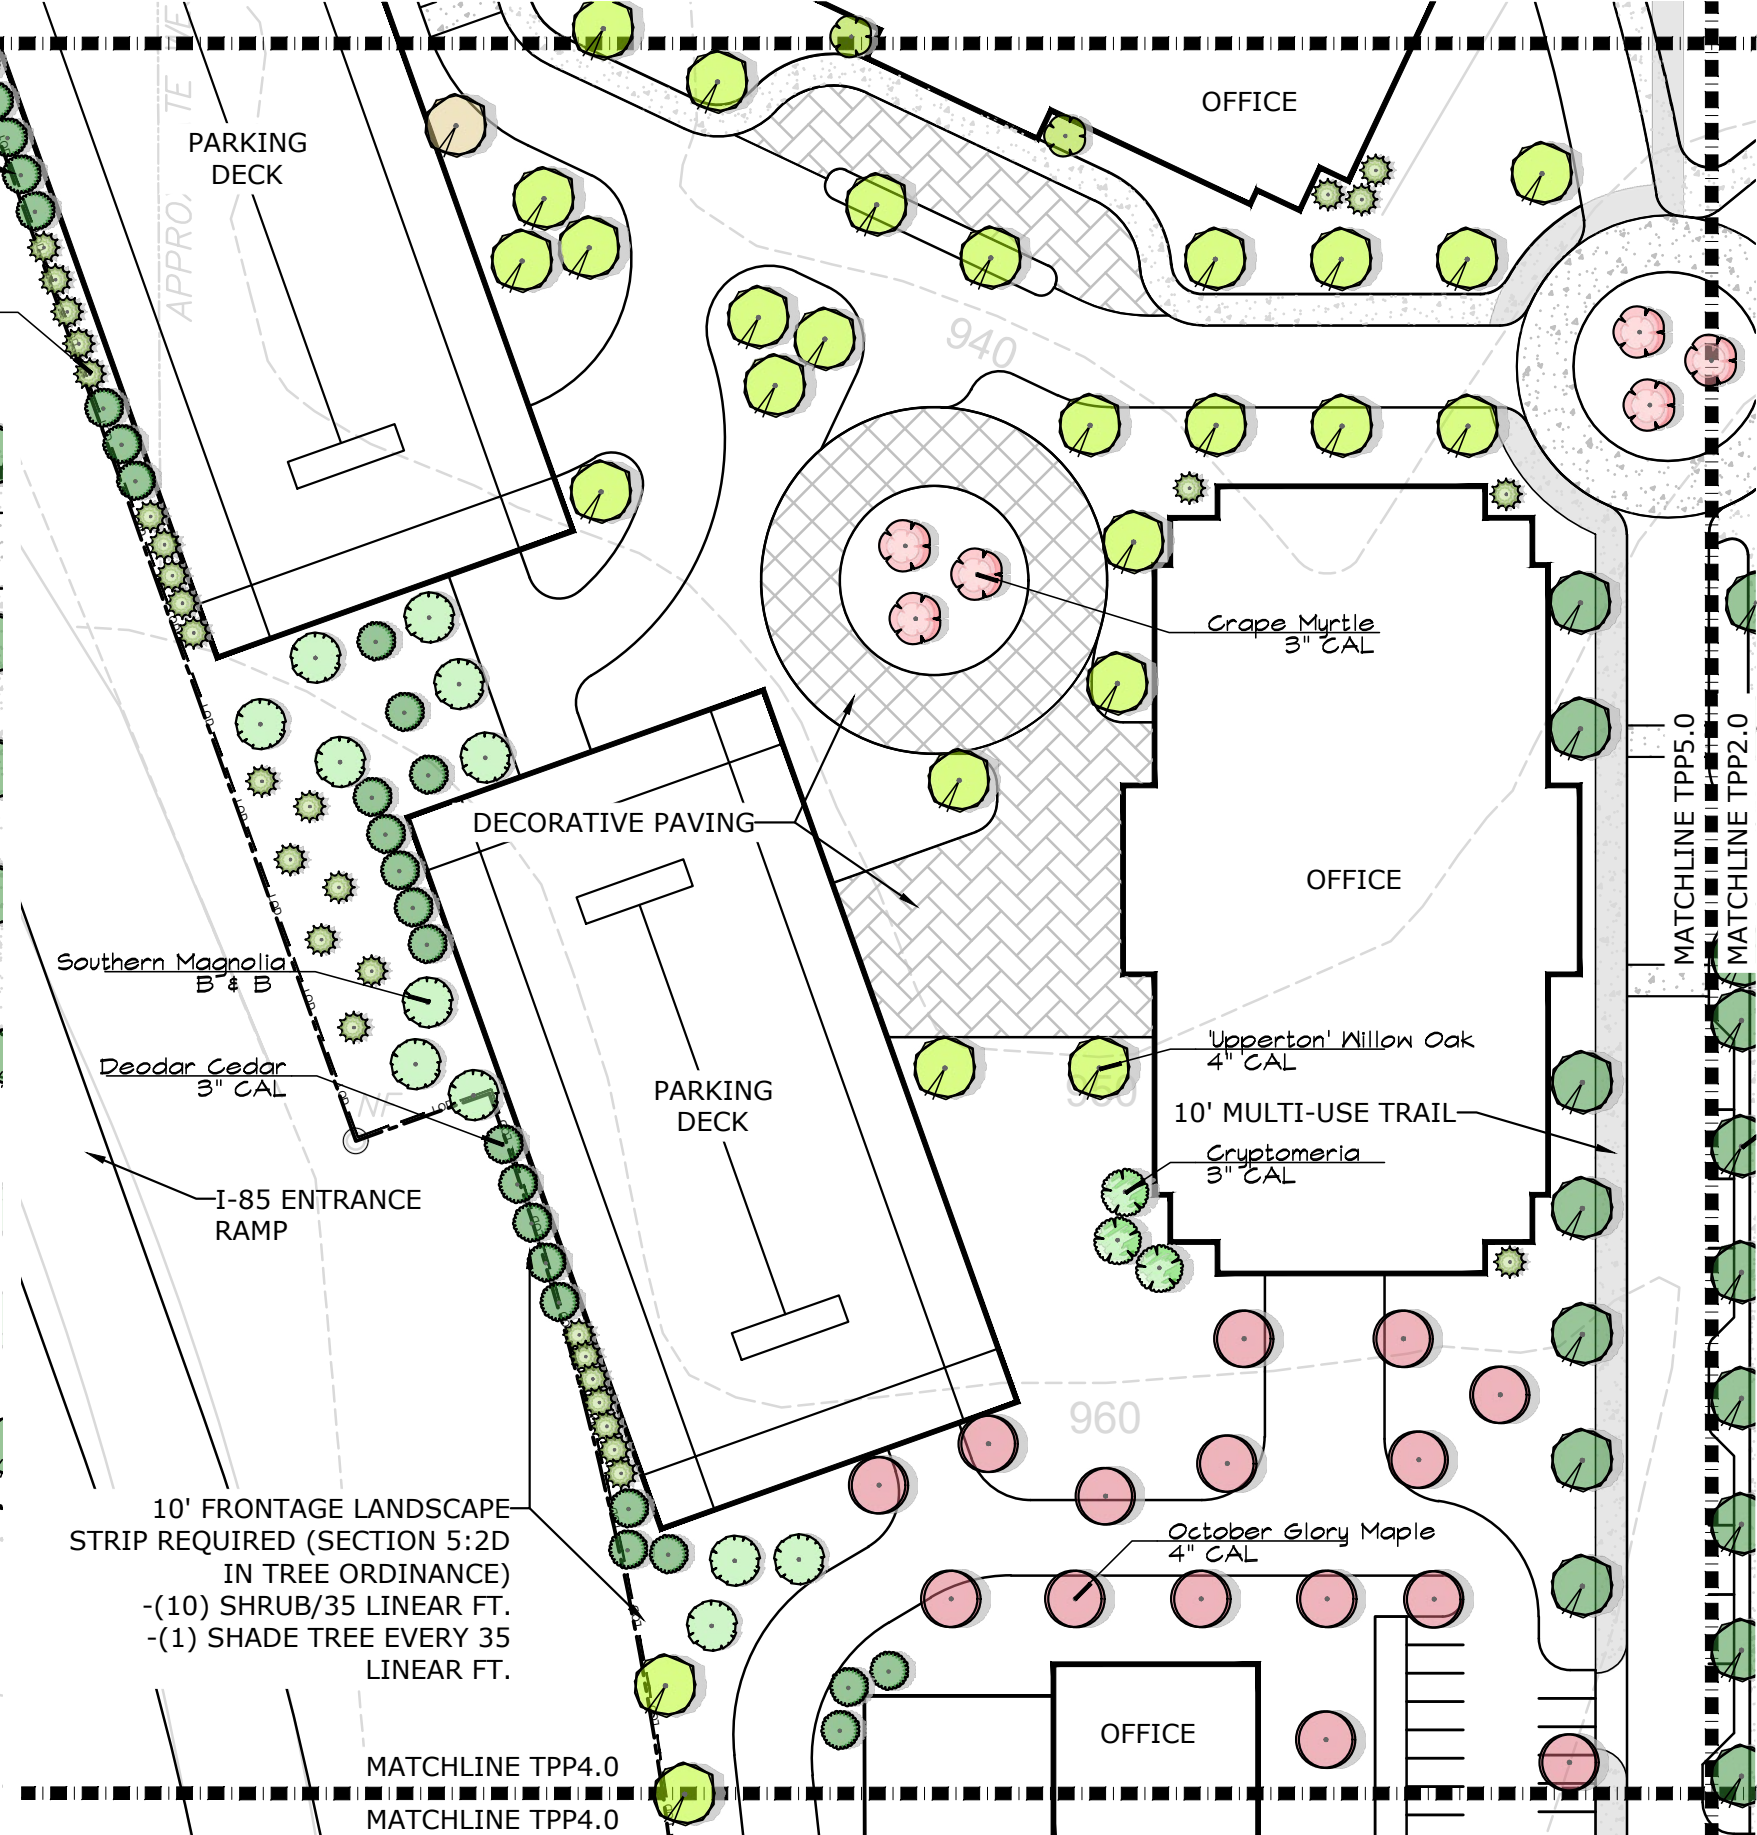 OFFICE
PARKING
DECK
940
Crape Myrtle
3" CAL
MATCHLINE TPP5.0
MATCHLINE TPP2.0
DECORATIVE PAVING
OFFICE
Southern Magnolia
B & B
'Upperton' Willow Oak
4" CAL
Deodar Cedar
3" CAL
PARKING
DECK
10' MULTI-USE TRAIL
Cryptomeria
3" CAL
I-85 ENTRANCE
RAMP
960
10' FRONTAGE LANDSCAPE
STRIP REQUIRED (SECTION 5:2D
IN TREE ORDINANCE)
-(10) SHRUB/35 LINEAR FT.
-(1) SHADE TREE EVERY 35
LINEAR FT.
October Glory Maple
4" CAL
OFFICE
MATCHLINE TPP4.0
MATCHLINE TPP4.0